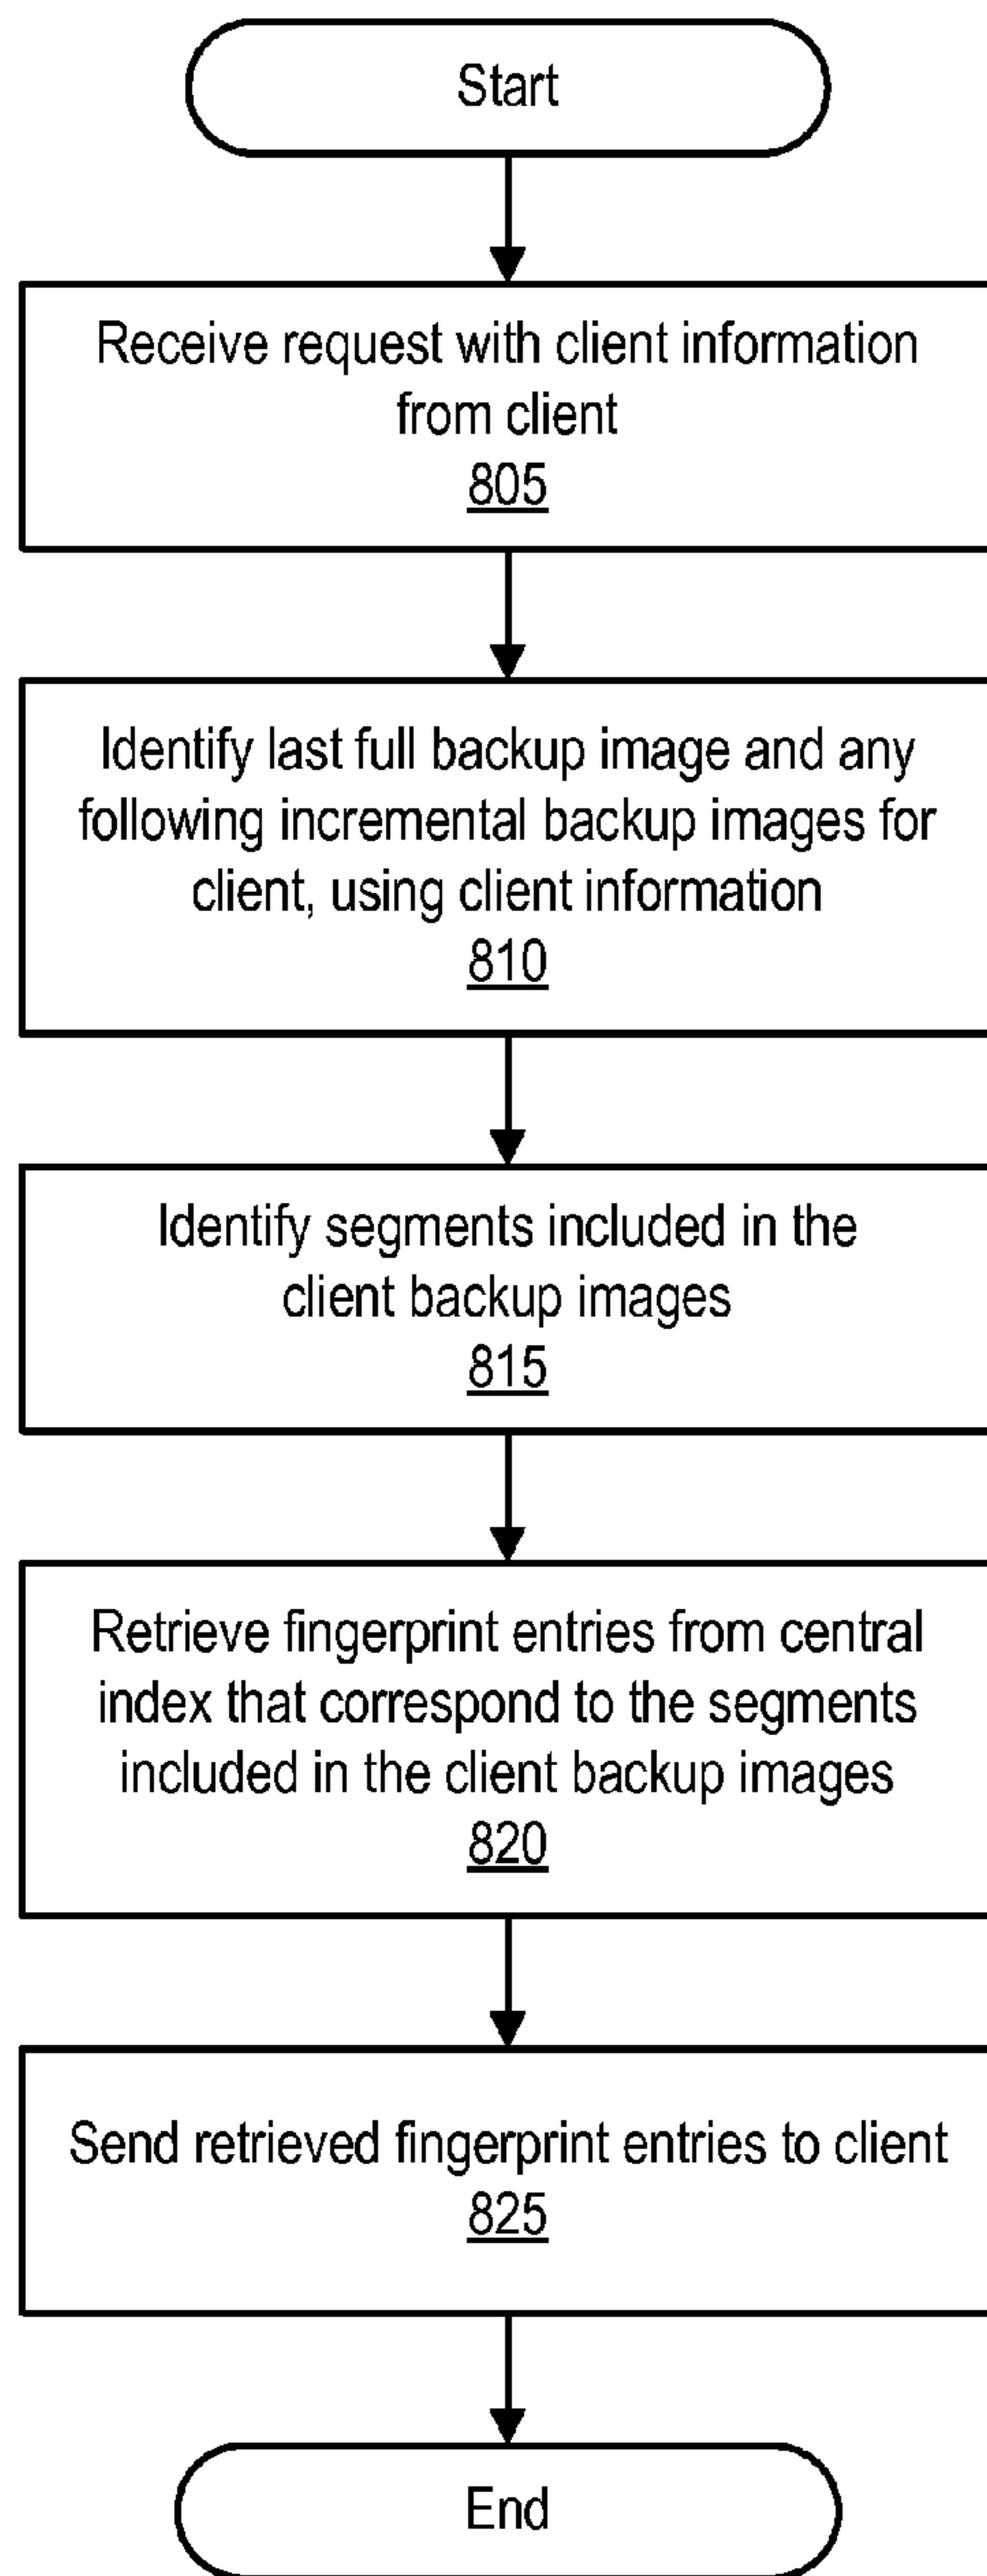 Start
Receive request with client information
from client
805
Identify last full backup image and any
following incremental backup images for
client, using client information
810
Identify segments included in the
client backup images
815
Retrieve fingerprint entries from central
index that correspond to the segments
included in the client backup images
820
Send retrieved fingerprint entries to client
825
End